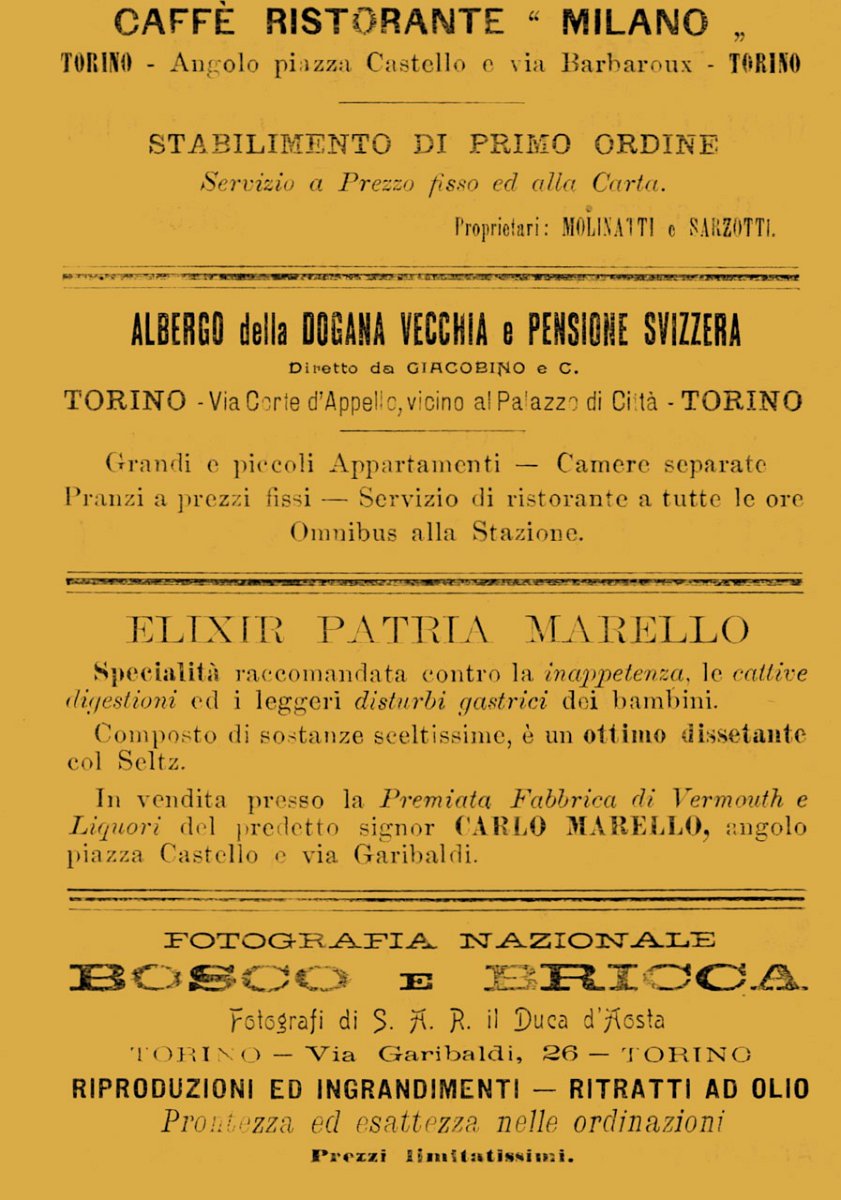 CAFFÈ RISTORANTE “ MILANO „
TORINO - Angolo piazza Castello e via Barbaroux - TORINO
STABILIMENTO DI PRIMO ORDINE
Servizio a Prezzo fisso ed alla Carta.
Proprietari: MOLINATTI e SARZOTTI.
ALBERGO della DOGANA VECCHIA e PENSIONE SVIZZERA
Diretto da GIACOBINO e C.
TORINO - Via Corte d'Appello, vicino al Palazzo di Città - TORINO
Grandi e piccoli Appartamenti — Camere separate
Pranzi a prezzi fissi — Servizio di ristorante a tutte le ore
Omnibus alla Stazione.
ELIXIR PATRIA MARELLO
Specialità raccomandata contro la inappetenza, le cattive
digestioni ed i leggeri disturbi gastrici dei bambini.
Composto di sostanze sceltissime, è un ottimo dissetante
col Seltz.
In vendita presso la Premiata Fabbrica di Vermouth e
Liquori del predetto signor CARLO MARELLO, angolo
piazza Castello e via Garibaldi.
FOTOGRAFIA NAZIONALE
BOSCO E BRICCA
Fotografi di S. A. R. il Duca d'Aosta
TORINO — Via Garibaldi, 26 — TORINO
RIPRODUZIONI ED INGRANDIMENTI — RITRATTI AD OLIO
Prontezza ed esattezza nelle ordinazioni
Prezzi limitatissimi.